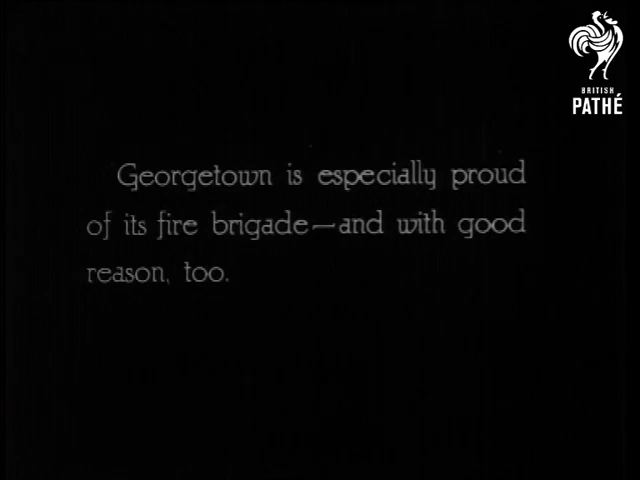 BRITISH
PATHÉ
Georgetown is especially proud
of its fire brigade—and with good
reason, too.